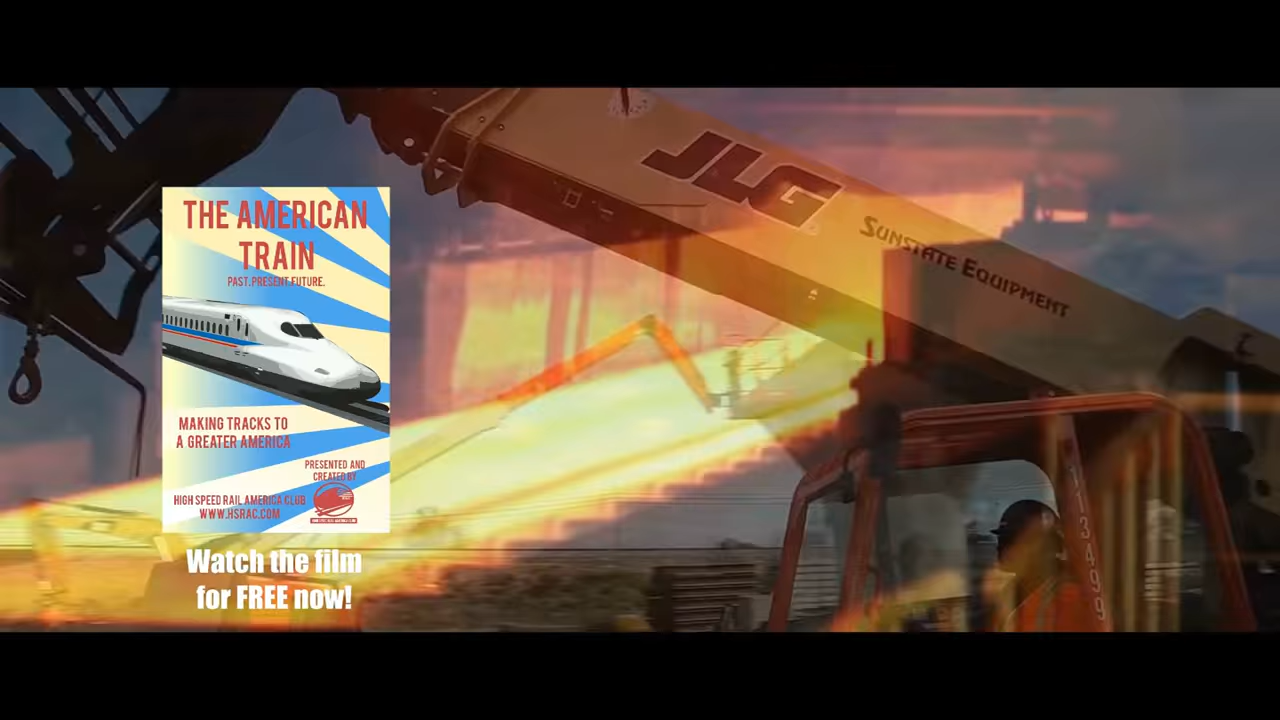 THE AMERICAN
TRAIN
PAST. PRESENT. FUTURE.
MAKING TRACKS TO
A GREATER AMERICA
PRESENTED AND
CREATED BY
HIGH SPEED RAIL AMERICA CLUB
WWW.HSRAC.COM
Watch the film
for FREE now!
JLG
SUNSTATE EQUIPMENT